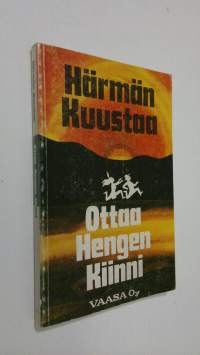 Härmän
Kuustaa
Ottaa
Hengen
Kiinni
VAASA Oy